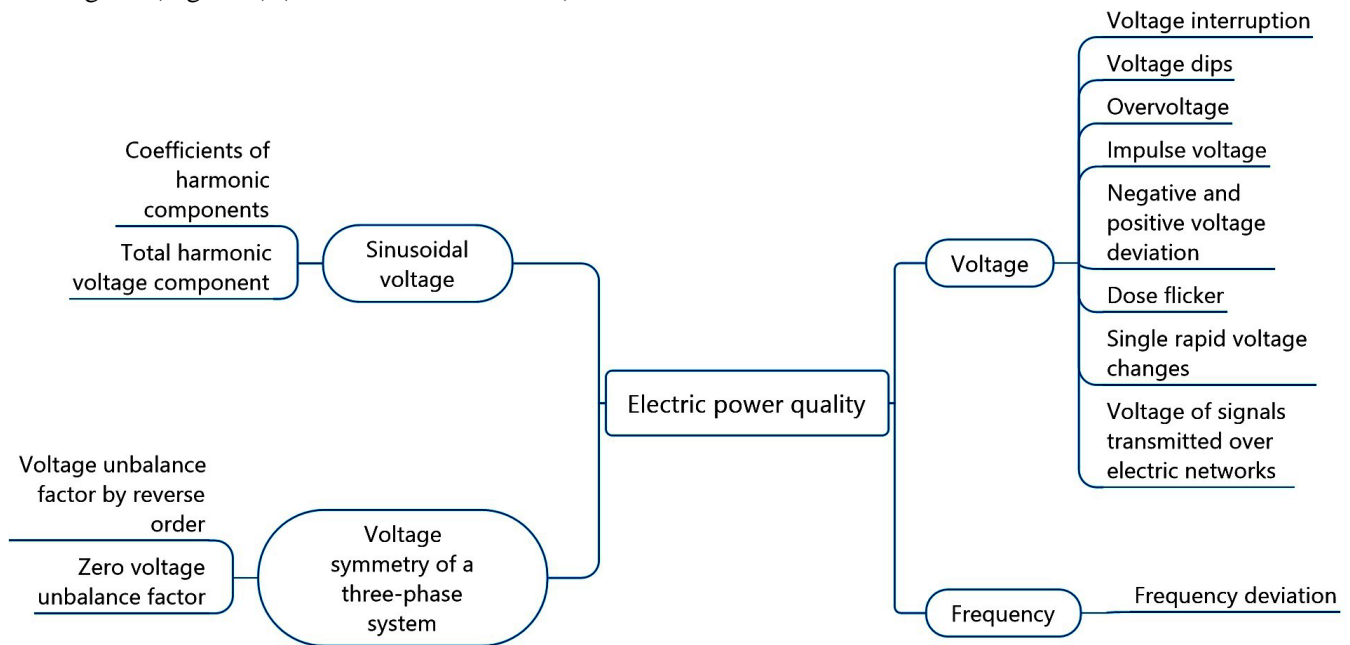 Voltage interruption
Voltage dips
Overvoltage
Impulse voltage
Negative and
positive voltage
deviation
Dose flicker
Single rapid voltage
changes
Voltage of signals
transmitted over
electric networks
Voltage
Coefficients of
harmonic
components
Total harmonic
voltage component
Sinusoidal
voltage
Electric power quality
Voltage unbalance
factor by reverse
order
Zero voltage
unbalance factor
Voltage
symmetry of a
three-phase
system
Frequency
Frequency deviation